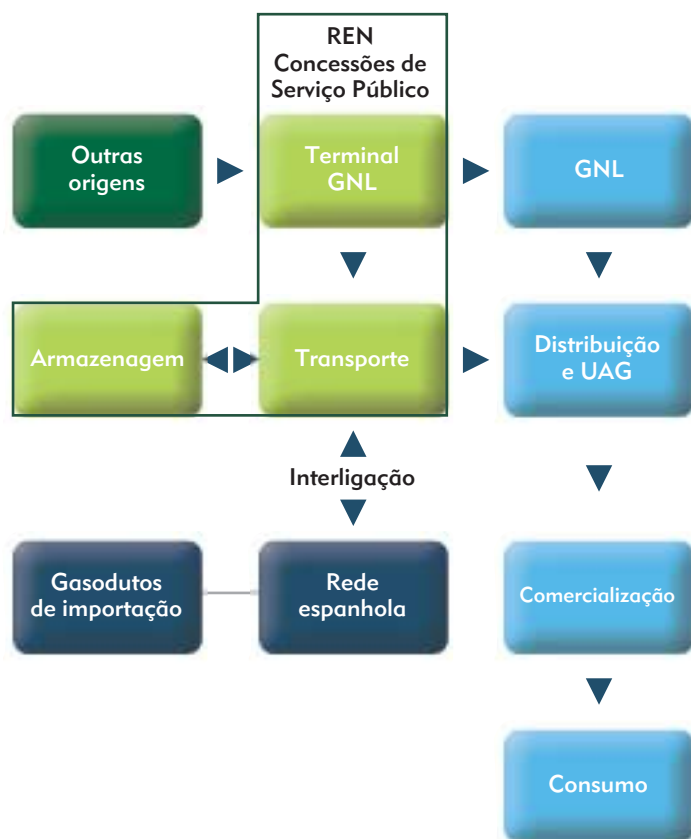 REN
Concessões de
Serviço Público
Outras
origens
Terminal
GNL
GNL
Armazenagem
Transporte
Distribuição
e UAG
Interligação
Gasodutos
de importação
Rede
espanhola
Comercialização
Consumo